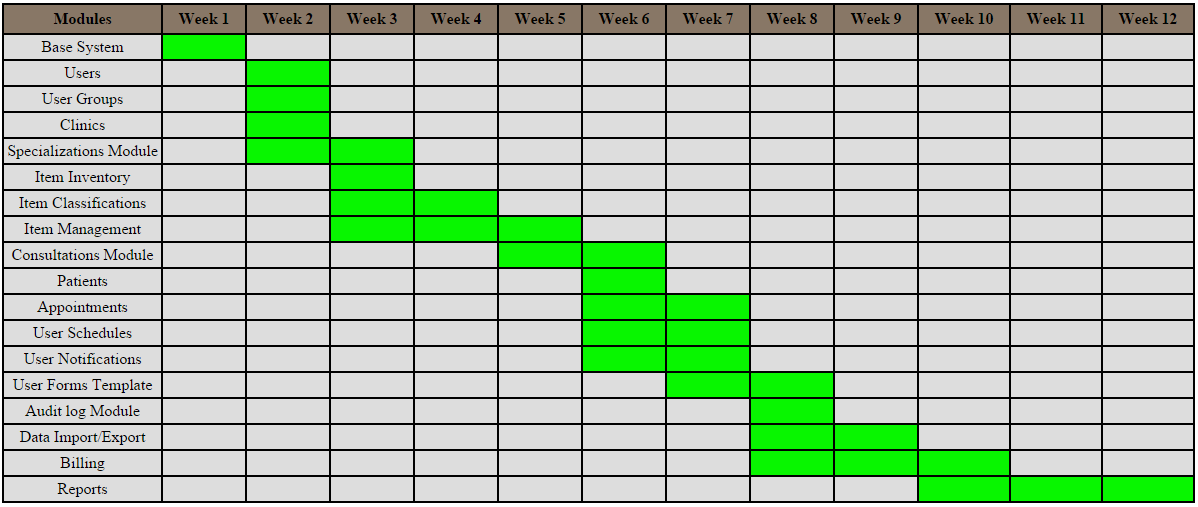 Modules Week 1 Week 2 Week 3 Week 4 Week 5 Week 6 Week 7 Week 8 Week 9 Week 10 Week 11 Week 12
Base System
Users
User Groups
Clinics
Specializations Module
Item Inventory
Item Classifications
Item Management
Consultations Module
Patients
Appointments
User Schedules
User Notifications
User Forms Template
Audit log Module
Data Import/Export
Billing
Reports